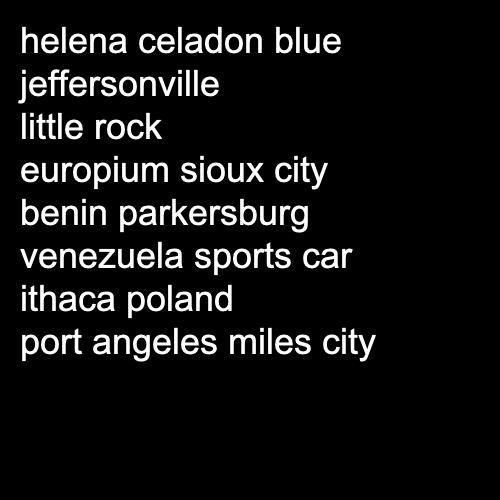 helena celadon blue
jeffersonville
little rock
europium sioux city
benin parkersburg
venezuela sports car
ithaca poland
port angeles miles city